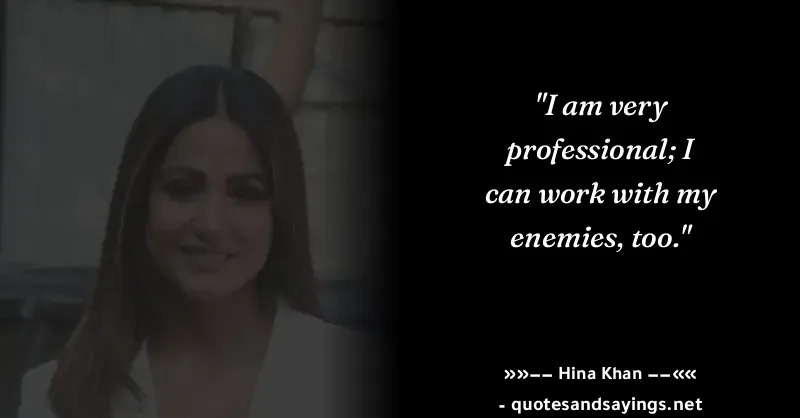 "I am very
professional; I
can work with my
enemies, too."
»»−− Hina Khan −−««
- quotesandsayings.net